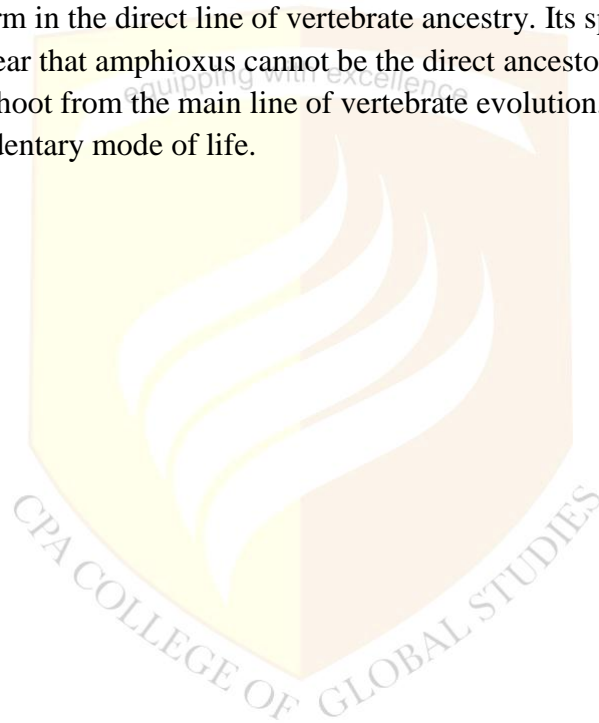 rm in the direct line of vertebrate ancestry. Its sp
ear that amphioxus cannot be the direct ancesto
equipping with excellence
hoot from the main line of vertebrate evolution.
dentary mode of life.
CPA COLLEGE OF GLOBAL STUDIES